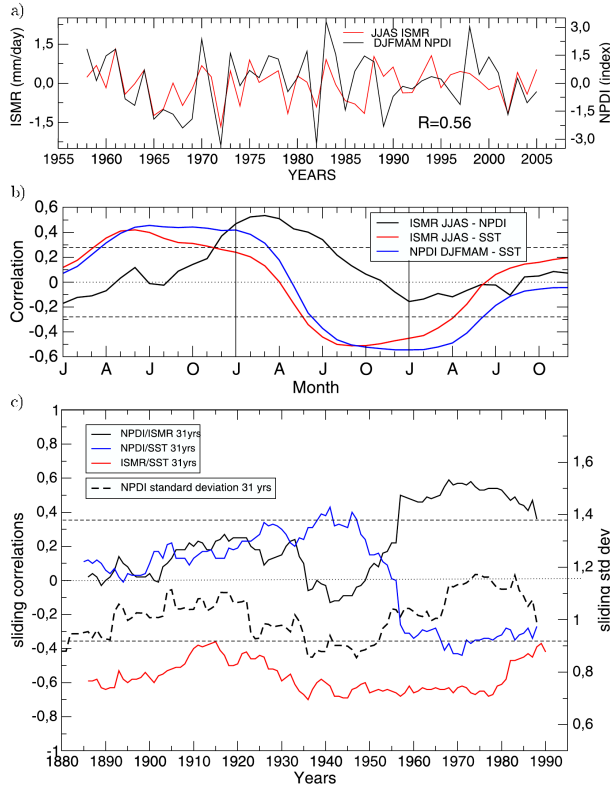 a)
1,5
0,0
-1,5
ISMR (mm/day)
JJAS ISMR
DJFMAM NPDI
R=0.56
3,0
1,5
0,0
-1,5
-3,0
NPDI (index)
1955 1960 1965 1970 1975 1980 1985 1990 1995 2000 2005
YEARS
b)
0,6
0,4
0,2
0
-0,2
-0,4
-0,6
Correlation
ISMR JJAS - NPDI
ISMR JJAS - SST
NPDI DJFMAM - SST
J A J O J A J O J A J O
Month
c)
1
0,8
0,6
0,4
0,2
0
-0,2
-0,4
-0,6
-0,8
-1
sliding correlations
NPDI/ISMR 31yrs
NPDI/SST 31yrs
ISMR/SST 31yrs
NPDI standard deviation 31 yrs
1,6
1,4
1,2
1
0,8
0,6
sliding std dev
1880 1890 1900 1910 1920 1930 1940 1950 1960 1970 1980 1990
Years